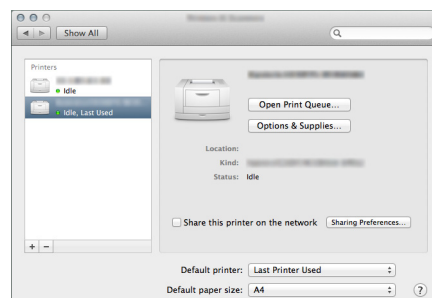 Show All
Printers
Idle
Idle, Last Used
Open Print Queue...
Options & Supplies...
Location:
Kind:
Status: Idle
Share this printer on the network Sharing Preferences...
+ −
Default printer: Last Printer Used
Default paper size: A4 ?